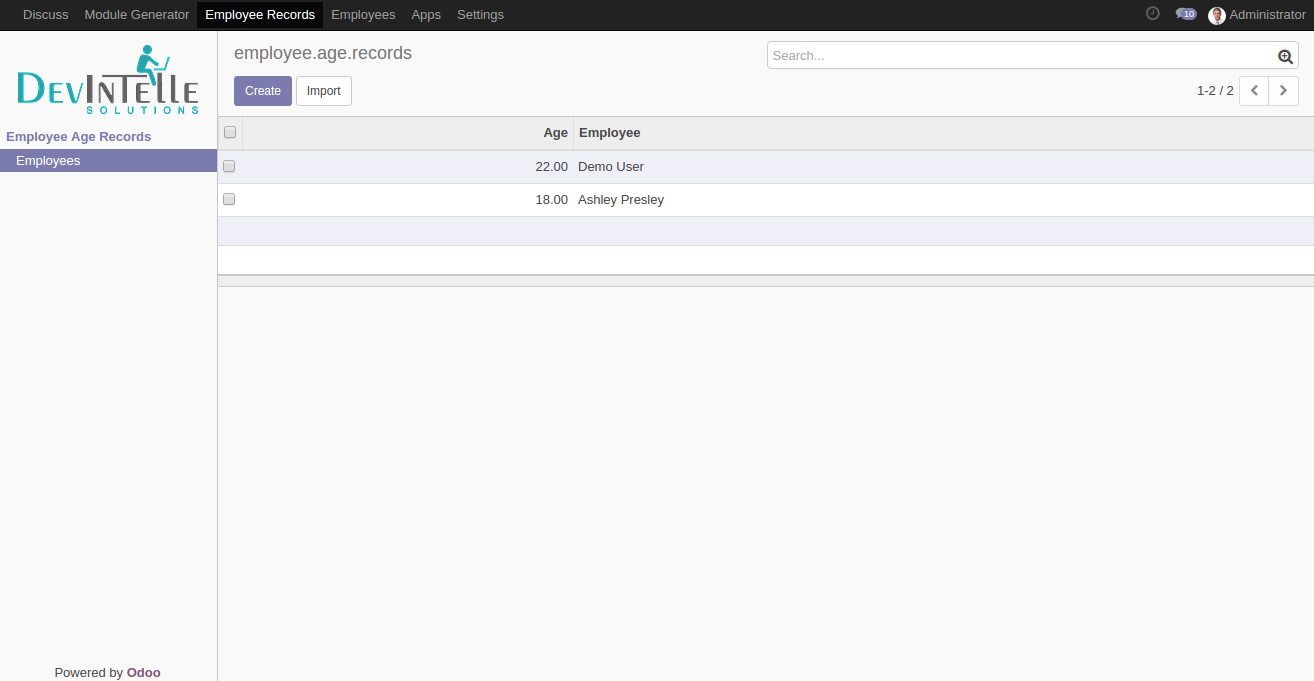 Discuss Module Generator Employee Records Employees Apps Settings 10 Administrator
DEVINTELLE
SOLUTIONS
Employee Age Records
Employees
Powered by Odoo
employee.age.records
Search...
Create Import
1-2 / 2
Age Employee
22.00 Demo User
18.00 Ashley Presley